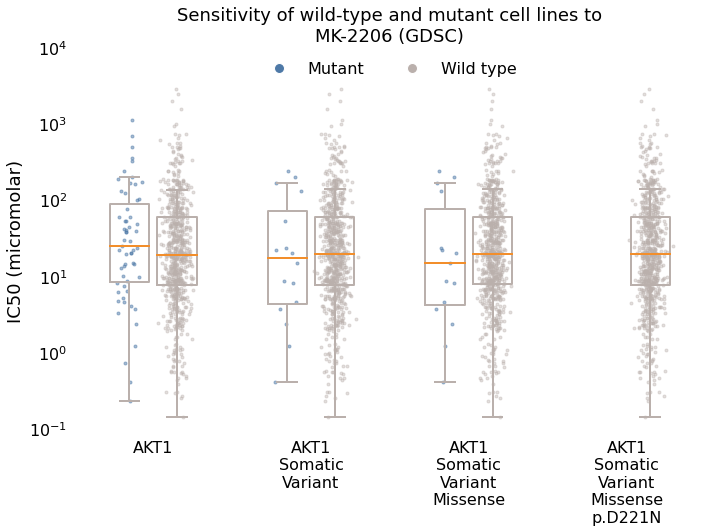 Sensitivity of wild-type and mutant cell lines to
MK-2206 (GDSC)
Mutant
Wild type
IC50 (micromolar)
10⁴
10³
10²
10¹
10⁰
10⁻¹
AKT1
AKT1
Somatic
Variant
AKT1
Somatic
Variant
Missense
AKT1
Somatic
Variant
Missense
p.D221N